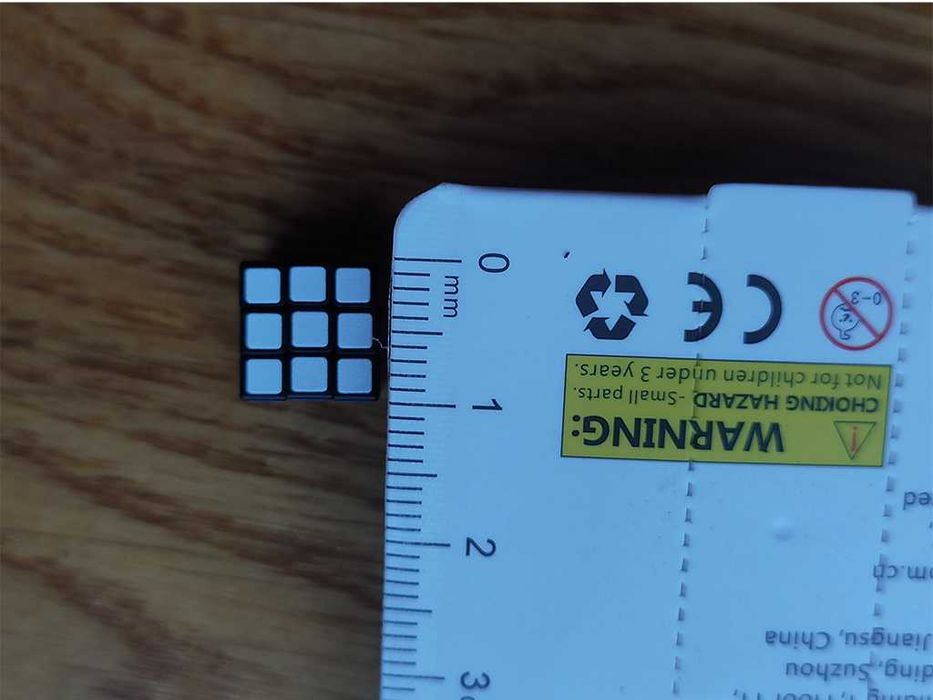 0
mm
1
2
3
CE
0-3
WARNING:
CHOKING HAZARD - Small parts.
Not for children under 3 years.
ding, Suzhou
Jiangsu, China
om.cn